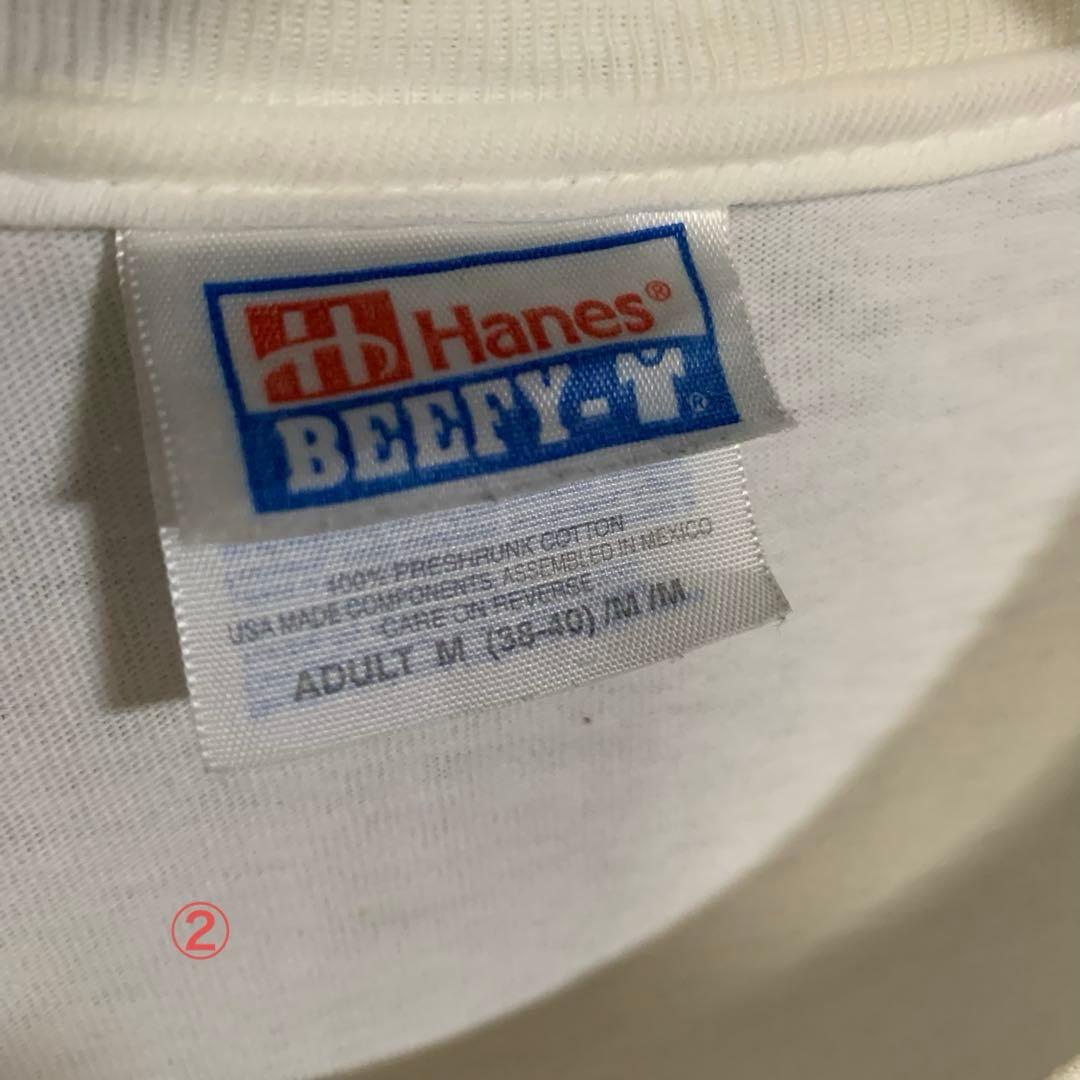 Hanes®
BEEFY-T®
100% PRESHRUNK COTTON
USA MADE COMPONENTS, ASSEMBLED IN MEXICO
CARE ON REVERSE
ADULT M (38-40) /M /M
②